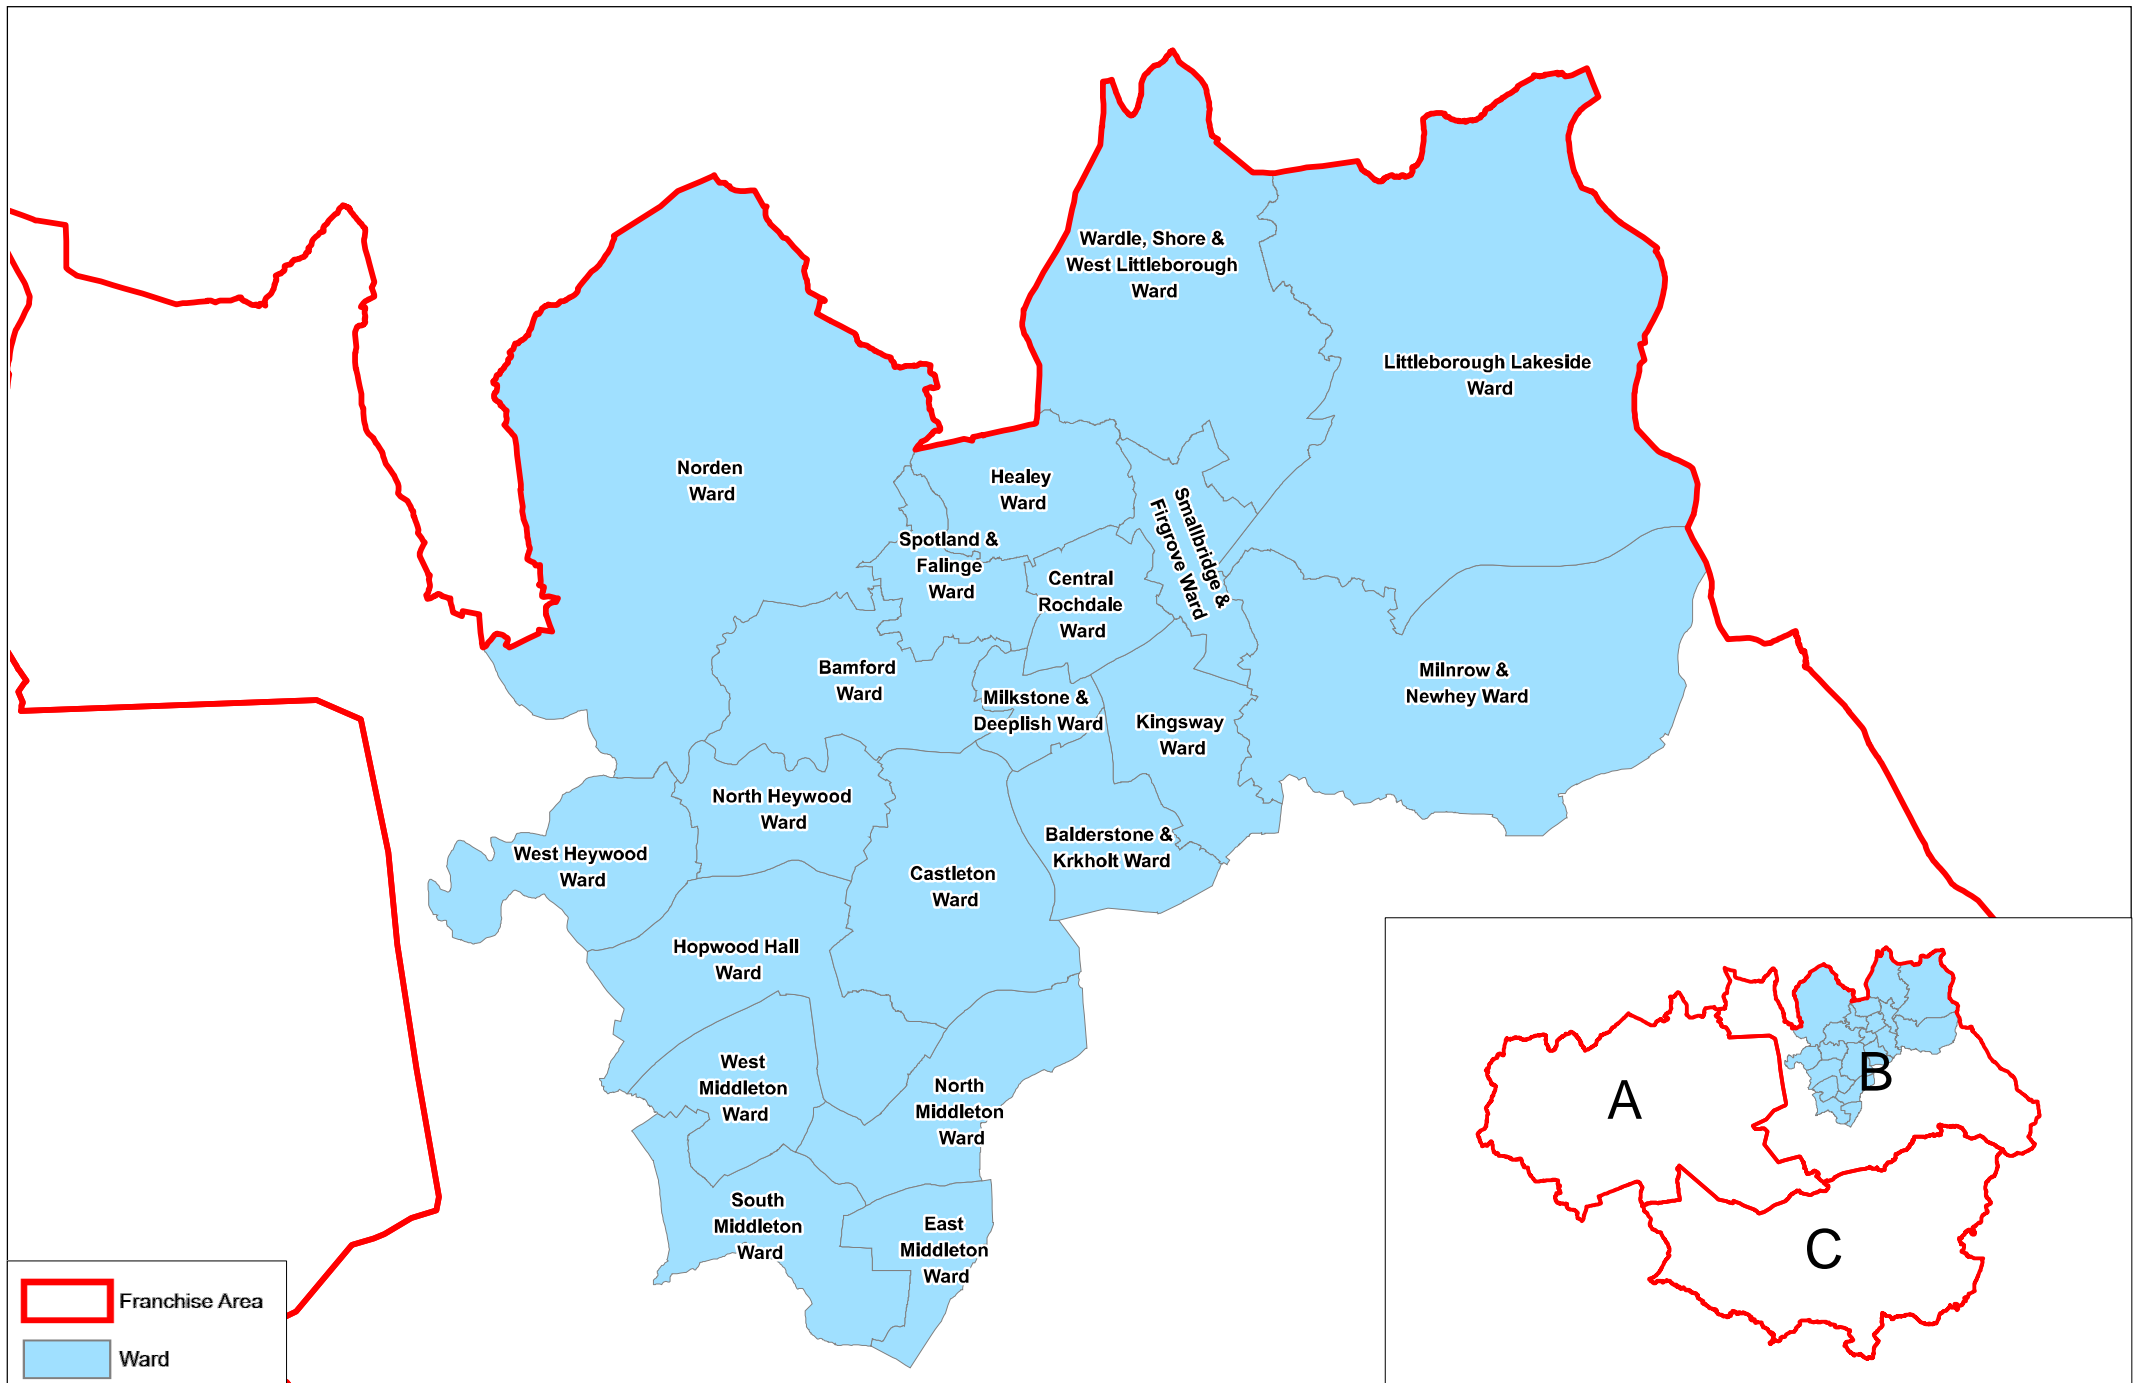 Wardle, Shore &
West Littleborough
Ward
Littleborough Lakeside
Ward
Norden
Ward
Healey
Ward
Smallbridge &
Firgrove Ward
Spotland &
Falinge
Ward
Central
Rochdale
Ward
Bamford
Ward
Milnrow &
Newhey Ward
Milkstone &
Deeplish Ward
Kingsway
Ward
North Heywood
Ward
Balderstone &
Krkholt Ward
West Heywood
Ward
Castleton
Ward
Hopwood Hall
Ward
West
Middleton
Ward
North
Middleton
Ward
South
Middleton
Ward
East
Middleton
Ward
Franchise Area
Ward
A
B
C